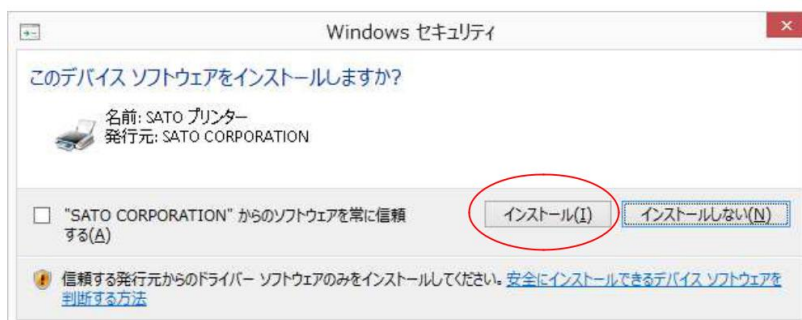 Windows セキュリティ
このデバイス ソフトウェアをインストールしますか?
名前: SATO プリンター
発行元: SATO CORPORATION
"SATO CORPORATION" からのソフトウェアを常に信頼
する(A)
インストール(I)
インストールしない(N)
信頼する発行元からのドライバー ソフトウェアのみをインストールしてください。安全にインストールできるデバイス ソフトウェアを
判断する方法